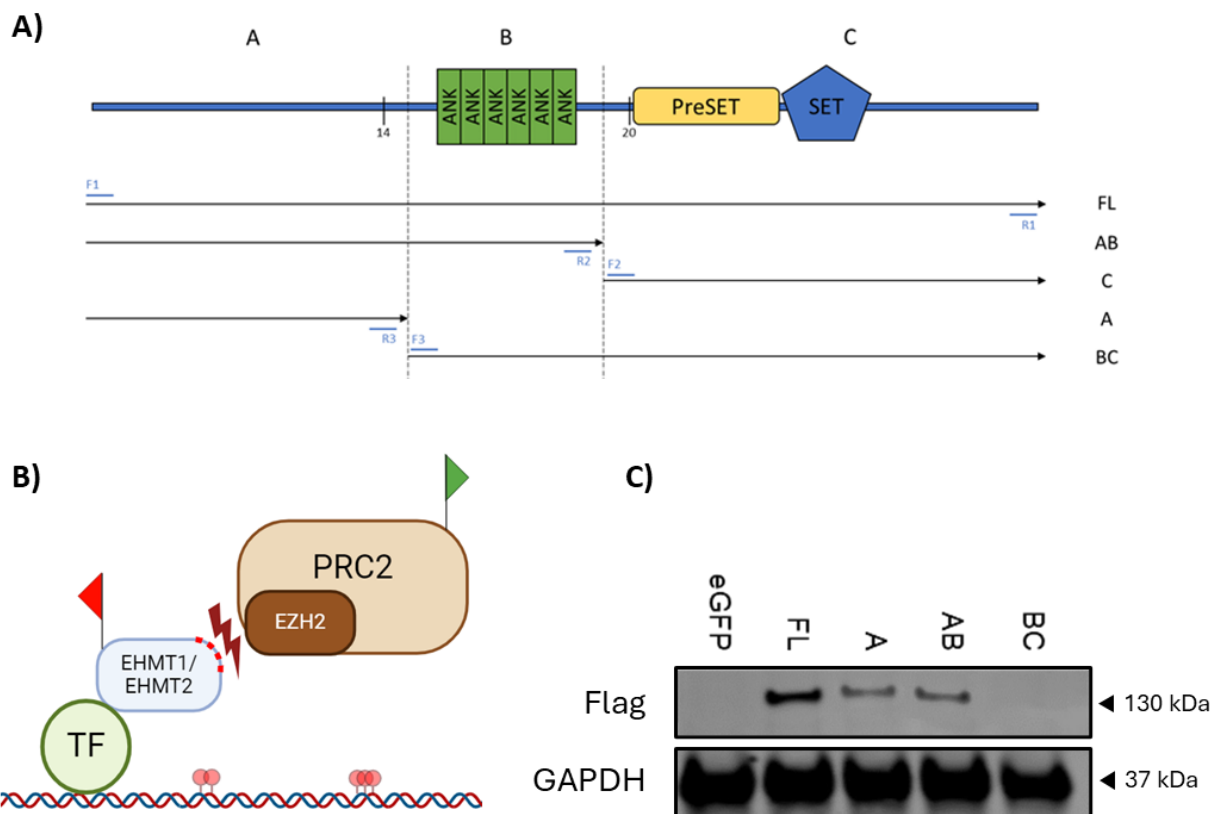 A)
A B C
ANK ANK ANK ANK ANK ANK PreSET SET
14 20
F1
FL
R1
AB
R2 F2
C
A
R3 F3
BC
B)
PRC2
EZH2
EHMT1/
EHMT2
TF
C)
eGFP FL A AB BC
Flag 130 kDa
GAPDH 37 kDa